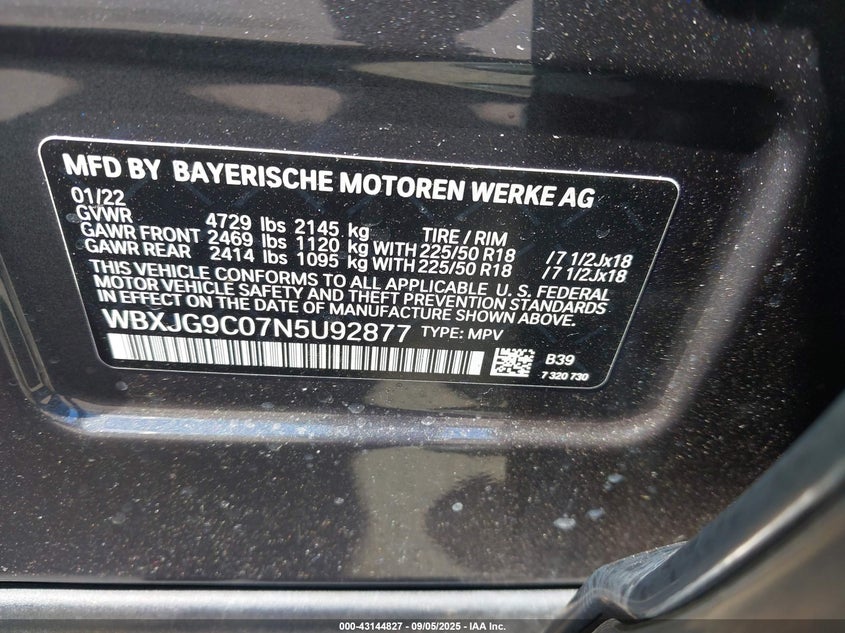 MFD BY BAYERISCHE MOTOREN WERKE AG
01/22
GVWR 4729 lbs 2145 kg TIRE / RIM
GAWR FRONT 2469 lbs 1120 kg WITH 225/50 R18 /7 1/2Jx18
GAWR REAR 2414 lbs 1095 kg WITH 225/50 R18 /7 1/2Jx18
THIS VEHICLE CONFORMS TO ALL APPLICABLE U. S. FEDERAL
MOTOR VEHICLE SAFETY AND THEFT PREVENTION STANDARDS
IN EFFECT ON THE DATE OF MANUFACTURE SHOWN ABOVE.
WBXJG9C07N5U92877 TYPE: MPV
B39
7 320 730
000-43144827 - 09/05/2025 - IAA Inc.